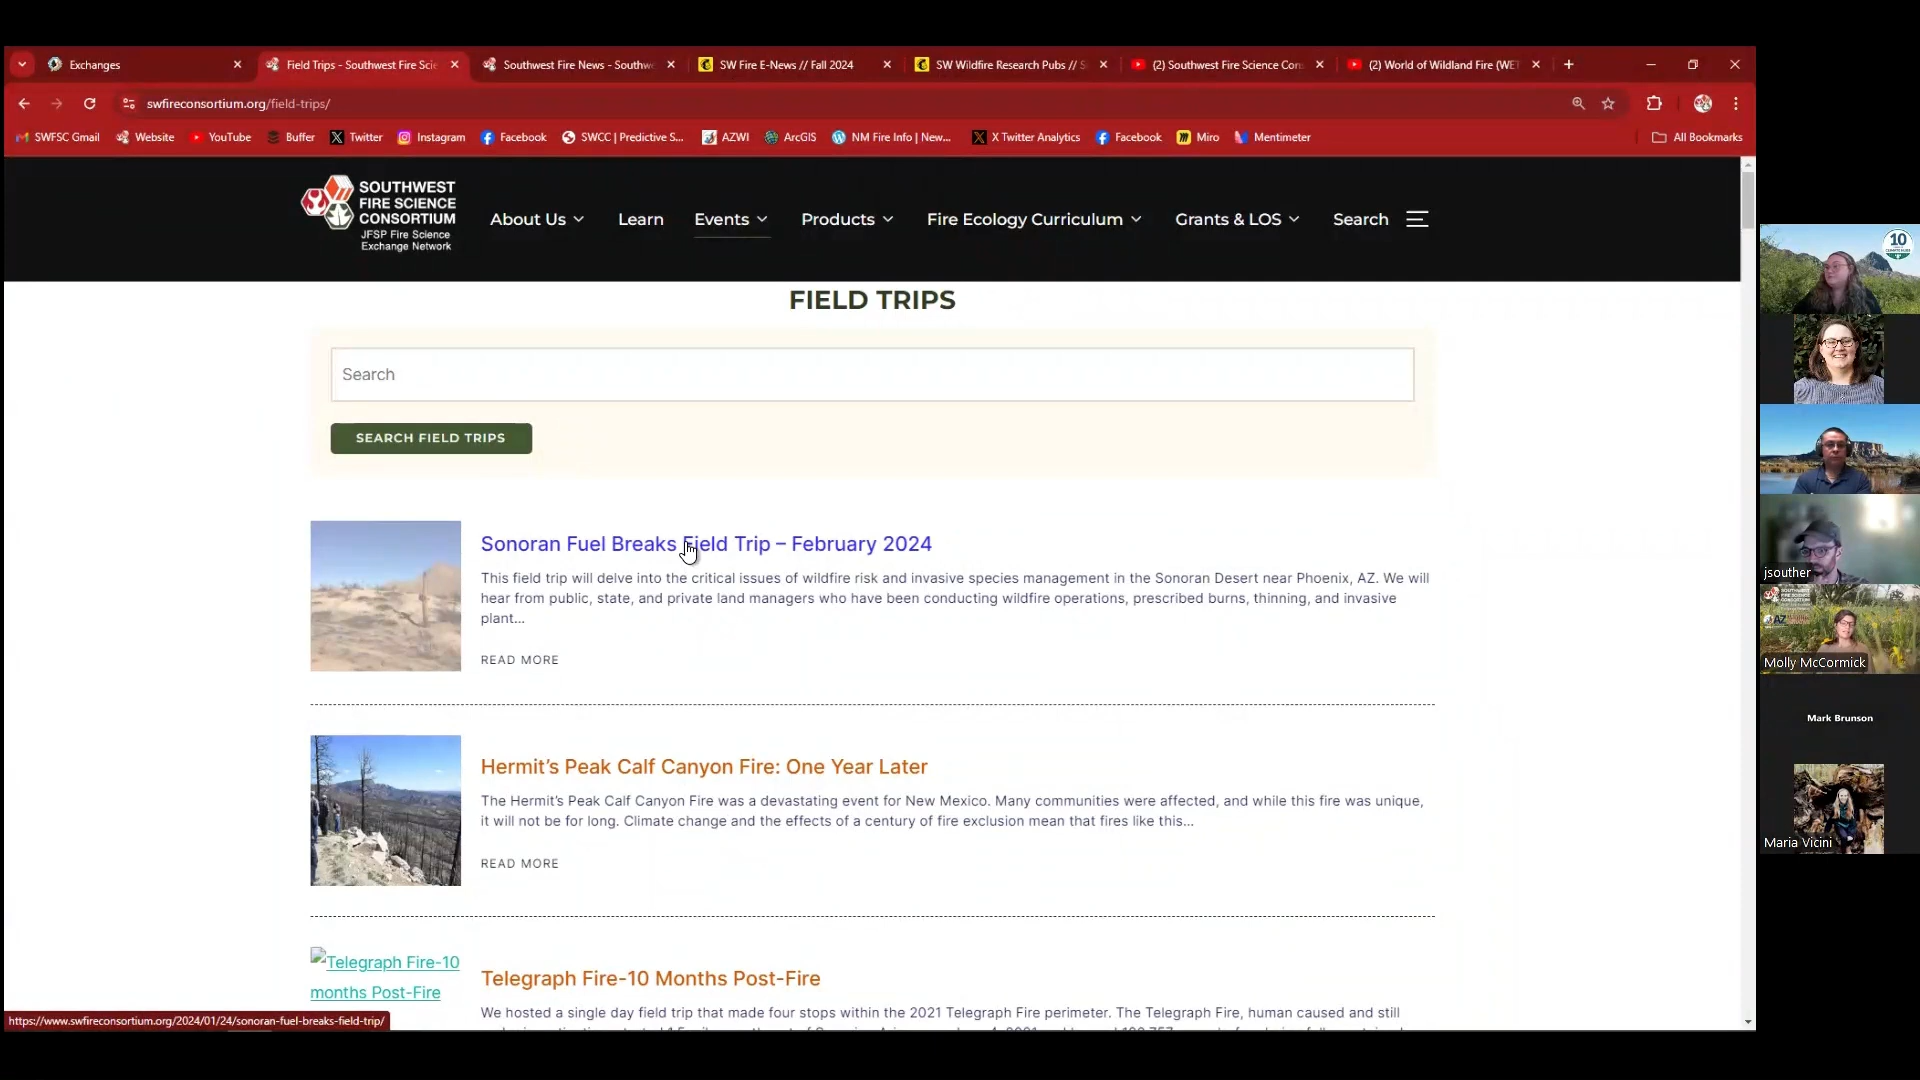 Exchanges
Field Trips - Southwest Fire Scie
Southwest Fire News - Southw
SW Fire E-News // Fall 2024
SW Wildfire Research Pubs // S
(2) Southwest Fire Science Con
(2) World of Wildland Fire (WET
swfireconsortium.org/field-trips/
SWFSC Gmail
Website
YouTube
Buffer
Twitter
Instagram
Facebook
SWCC | Predictive S...
AZWI
ArcGIS
NM Fire Info | New...
X Twitter Analytics
Facebook
Miro
Mentimeter
All Bookmarks
SOUTHWEST
FIRE SCIENCE
CONSORTIUM
JFSP Fire Science
Exchange Network
About Us
Learn
Events
Products
Fire Ecology Curriculum
Grants & LOS
Search
FIELD TRIPS
Search
SEARCH FIELD TRIPS
Sonoran Fuel Breaks Field Trip – February 2024
This field trip will delve into the critical issues of wildfire risk and invasive species management in the Sonoran Desert near Phoenix, AZ. We will
hear from public, state, and private land managers who have been conducting wildfire operations, prescribed burns, thinning, and invasive
plant...
READ MORE
Hermit’s Peak Calf Canyon Fire: One Year Later
The Hermit’s Peak Calf Canyon Fire was a devastating event for New Mexico. Many communities were affected, and while this fire was unique,
it will not be for long. Climate change and the effects of a century of fire exclusion mean that fires like this...
READ MORE
Telegraph Fire-10
months Post-Fire
Telegraph Fire-10 Months Post-Fire
We hosted a single day field trip that made four stops within the 2021 Telegraph Fire perimeter. The Telegraph Fire, human caused and still
https://www.swfireconsortium.org/2024/01/24/sonoran-fuel-breaks-field-trip/
10
jsouther
Molly McCormick
Mark Brunson
Maria Vicini